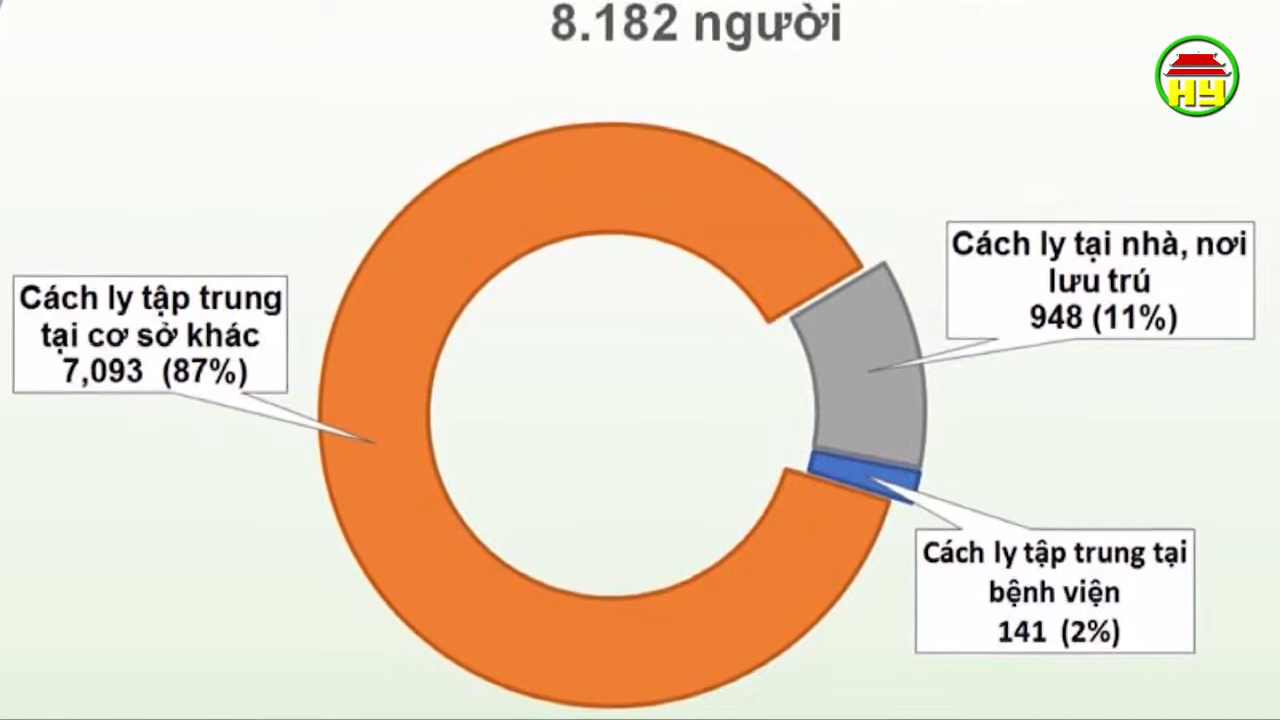 8.182 người
HY
Cách ly tại nhà, nơi
lưu trú
948 (11%)
Cách ly tập trung
tại cơ sở khác
7,093 (87%)
Cách ly tập trung tại
bệnh viện
141 (2%)